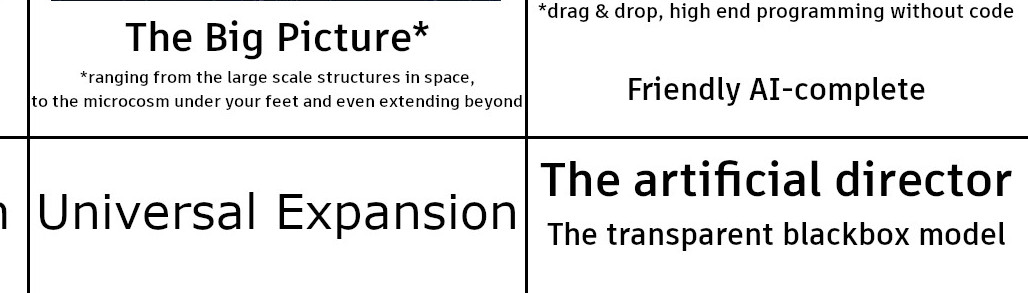 The Big Picture*
*ranging from the large scale structures in space,
to the microcosm under your feet and even extending beyond
*drag & drop, high end programming without code
Friendly AI-complete
n
Universal Expansion
The artificial director
The transparent blackbox model